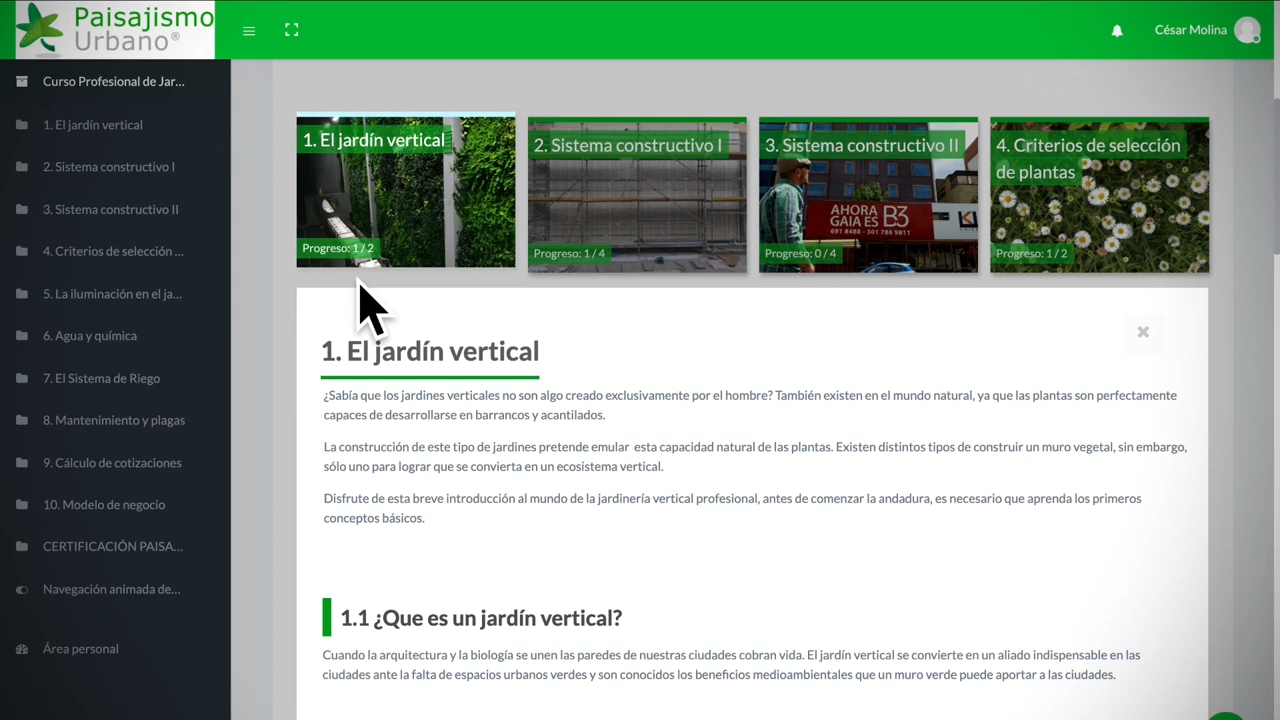 Paisajismo
Urbano®
César Molina
Curso Profesional de Jar...
1. El jardín vertical
2. Sistema constructivo I
3. Sistema constructivo II
4. Criterios de selección ...
5. La iluminación en el ja...
6. Agua y química
7. El Sistema de Riego
8. Mantenimiento y plagas
9. Cálculo de cotizaciones
10. Modelo de negocio
CERTIFICACIÓN PAISA...
Navegación animada de...
Área personal
1. El jardín vertical
Progreso: 1 / 2
2. Sistema constructivo I
Progreso: 1 / 4
3. Sistema constructivo II
AHORA
GAIA ES B3
691 8488 - 301 786 9811
Progreso: 0 / 4
4. Criterios de selección
de plantas
Progreso: 1 / 2
1. El jardín vertical
¿Sabía que los jardines verticales no son algo creado exclusivamente por el hombre? También existen en el mundo natural, ya que las plantas son perfectamente
capaces de desarrollarse en barrancos y acantilados.
La construcción de este tipo de jardines pretende emular esta capacidad natural de las plantas. Existen distintos tipos de construir un muro vegetal, sin embargo,
sólo uno para lograr que se convierta en un ecosistema vertical.
Disfrute de esta breve introducción al mundo de la jardinería vertical profesional, antes de comenzar la andadura, es necesario que aprenda los primeros
conceptos básicos.
1.1 ¿Que es un jardín vertical?
Cuando la arquitectura y la biología se unen las paredes de nuestras ciudades cobran vida. El jardín vertical se convierte en un aliado indispensable en las
ciudades ante la falta de espacios urbanos verdes y son conocidos los beneficios medioambientales que un muro verde puede aportar a las ciudades.